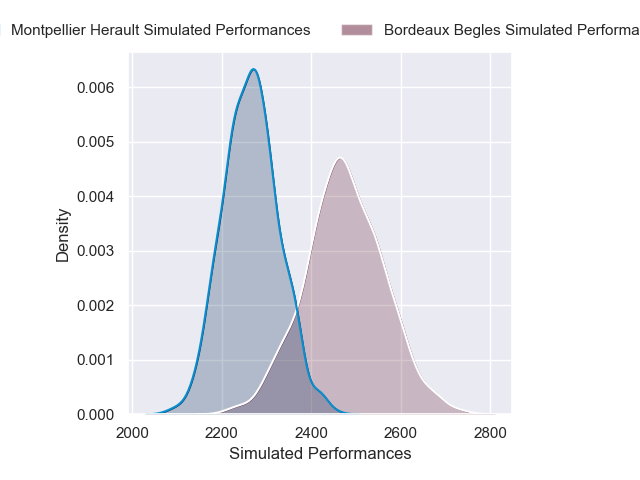 Montpellier Herault Simulated Performances
Bordeaux Begles Simulated Performa
0.006
0.005
0.004
0.003
0.002
0.001
0.000
Density
2000 2200 2400 2600 2800
Simulated Performances